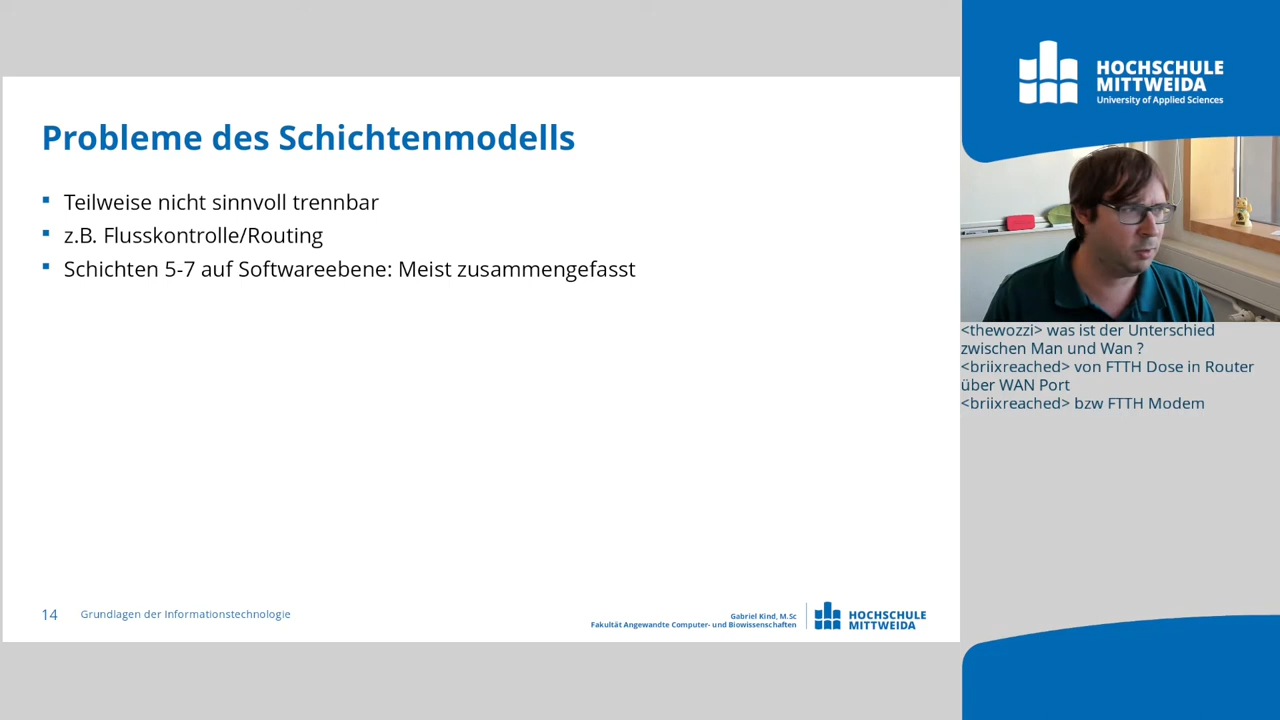 Probleme des Schichtenmodells
Teilweise nicht sinnvoll trennbar
z.B. Flusskontrolle/Routing
Schichten 5-7 auf Softwareebene: Meist zusammengefasst
14
Grundlagen der Informationstechnologie
Gabriel Kind, M.Sc
Fakultät Angewandte Computer- und Biowissenschaften
HOCHSCHULE
MITTWEIDA
HOCHSCHULE
MITTWEIDA
University of Applied Sciences
<thewozzi> was ist der Unterschied
zwischen Man und Wan ?
<briixreached> von FTTH Dose in Router
über WAN Port
<briixreached> bzw FTTH Modem